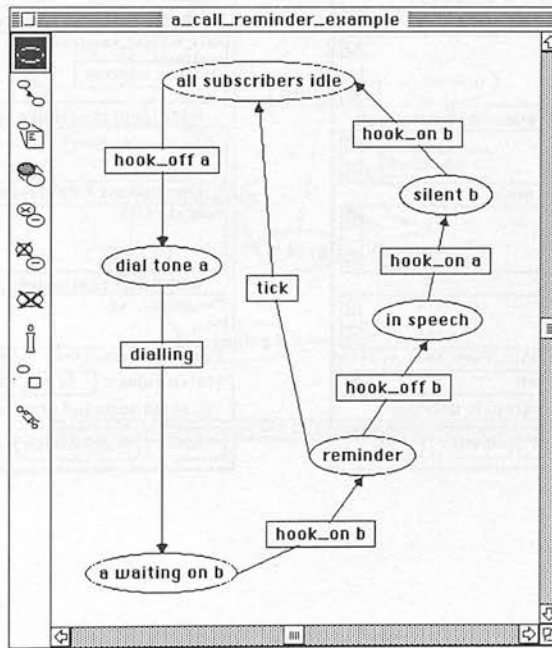 a_call_reminder_example
all subscribers idle
hook_on b
hook_off a
silent b
hook_on a
dial tone a
tick
in speech
dialling
hook_off b
reminder
hook_on b
a waiting on b